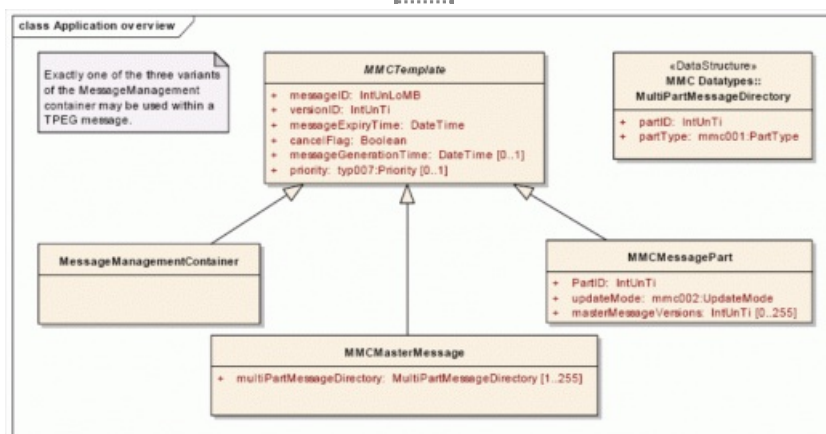 class Application overview
Exactly one of the three variants
of the MessageManagement
container may be used within a
TPEG message.
MMCTemplate
+ messageID: IntUnLoMB
+ versionID: IntUnTi
+ messageExpiryTime: DateTime
+ cancelFlag: Boolean
+ messageGenerationTime: DateTime [0..1]
+ priority: typ007:Priority [0..1]
«DataStructure»
MMC Datatypes::
MultiPartMessageDirectory
+ partID: IntUnTi
+ partType: mmc001:PartType
MessageManagementContainer
MMCMessagePart
+ PartID: IntUnTi
+ updateMode: mmc002:UpdateMode
+ masterMessageVersions: IntUnTi [0..255]
MMCMasterMessage
+ multiPartMessageDirectory: MultiPartMessageDirectory [1..255]